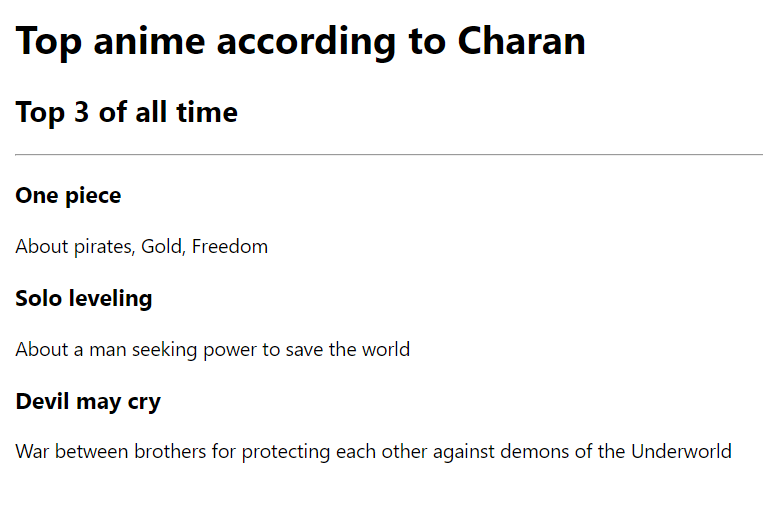 Top anime according to Charan
Top 3 of all time
One piece
About pirates, Gold, Freedom
Solo leveling
About a man seeking power to save the world
Devil may cry
War between brothers for protecting each other against demons of the Underworld